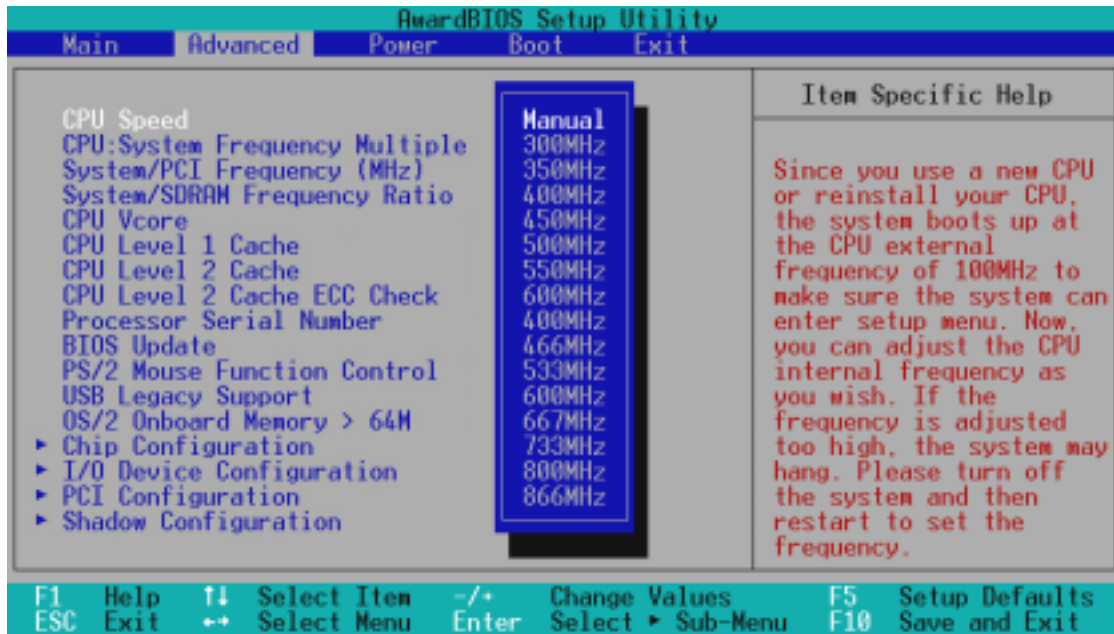 AwardBIOS Setup Utility
Main Advanced Power Boot Exit
CPU Speed
CPU:System Frequency Multiple
System/PCI Frequency (MHz)
System/SDRAM Frequency Ratio
CPU Vcore
CPU Level 1 Cache
CPU Level 2 Cache
CPU Level 2 Cache ECC Check
Processor Serial Number
BIOS Update
PS/2 Mouse Function Control
USB Legacy Support
OS/2 Onboard Memory > 64M
► Chip Configuration
► I/O Device Configuration
► PCI Configuration
► Shadow Configuration
Manual
300MHz
350MHz
400MHz
450MHz
500MHz
550MHz
600MHz
400MHz
466MHz
533MHz
600MHz
667MHz
733MHz
800MHz
866MHz
Item Specific Help
Since you use a new CPU
or reinstall your CPU,
the system boots up at
the CPU external
frequency of 100MHz to
make sure the system can
enter setup menu. Now,
you can adjust the CPU
internal frequency as
you wish. If the
frequency is adjusted
too high, the system may
hang. Please turn off
the system and then
restart to set the
frequency.
F1 Help ↑↓ Select Item -/+ Change Values F5 Setup Defaults
ESC Exit ←→ Select Menu Enter Select ► Sub-Menu F10 Save and Exit